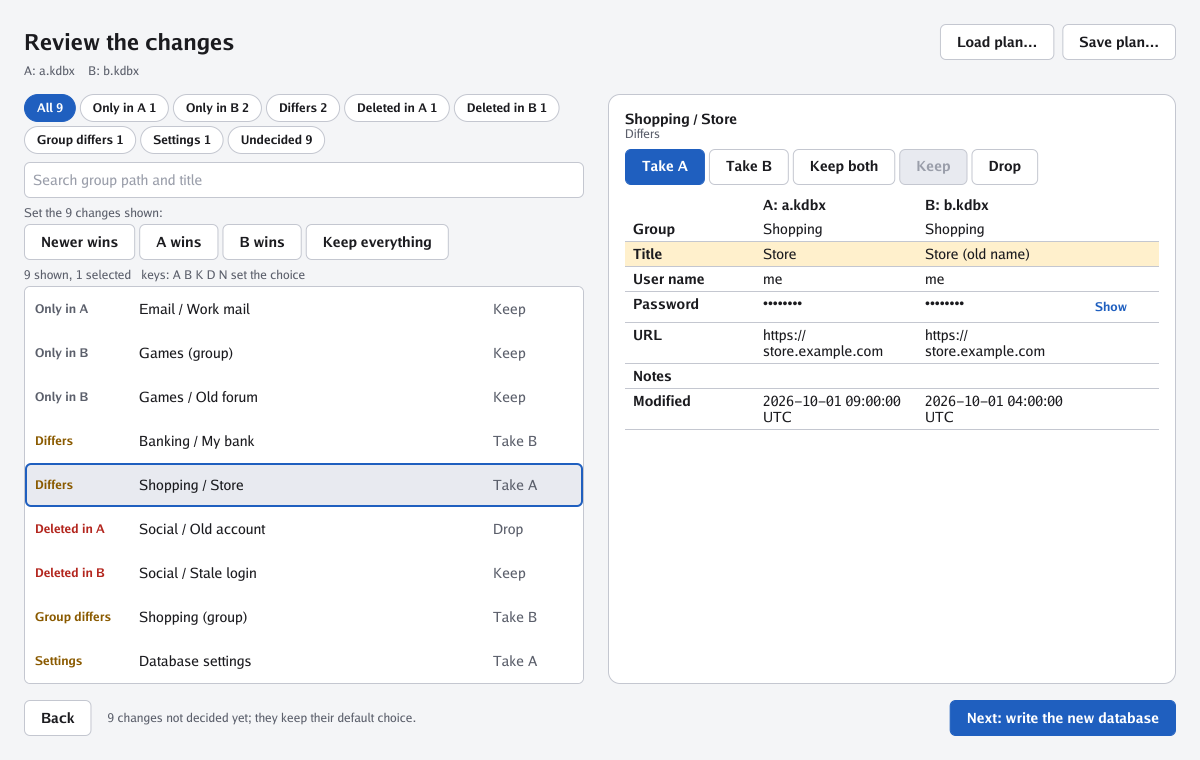 Review the changes
Load plan...
Save plan...
A: a.kdbx B: b.kdbx
All 9
Only in A 1
Only in B 2
Differs 2
Deleted in A 1
Deleted in B 1
Group differs 1
Settings 1
Undecided 9
Search group path and title
Set the 9 changes shown:
Newer wins
A wins
B wins
Keep everything
9 shown, 1 selected keys: A B K D N set the choice
Only in A Email / Work mail Keep
Only in B Games (group) Keep
Only in B Games / Old forum Keep
Differs Banking / My bank Take B
Differs Shopping / Store Take A
Deleted in A Social / Old account Drop
Deleted in B Social / Stale login Keep
Group differs Shopping (group) Take B
Settings Database settings Take A
Shopping / Store
Differs
Take A
Take B
Keep both
Keep
Drop
A: a.kdbx B: b.kdbx
Group Shopping Shopping
Title Store Store (old name)
User name me me
Password •••••••• •••••••• Show
URL https:// https://
store.example.com store.example.com
Notes
Modified 2026-10-01 09:00:00 2026-10-01 04:00:00
UTC UTC
Back
9 changes not decided yet; they keep their default choice.
Next: write the new database